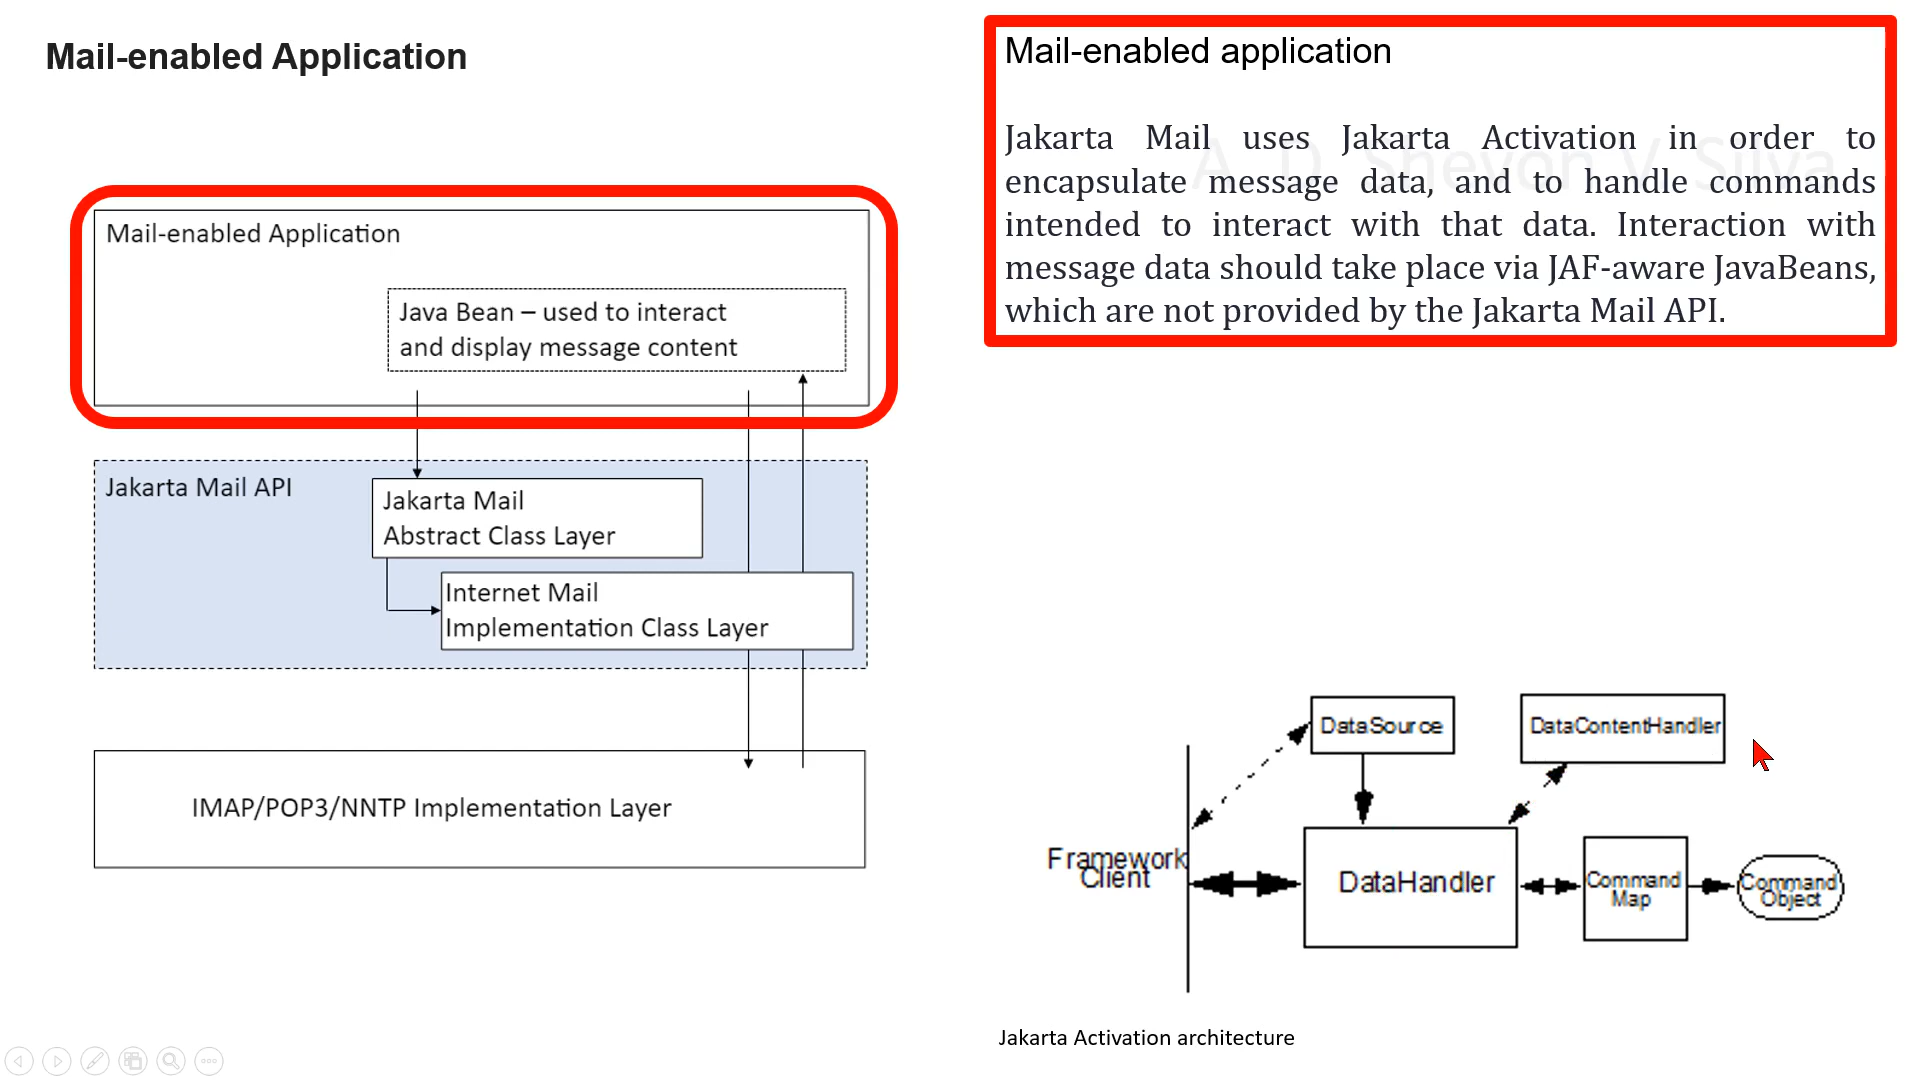 Mail-enabled Application
Mail-enabled Application
Java Bean – used to interact
and display message content
Jakarta Mail API
Jakarta Mail
Abstract Class Layer
Internet Mail
Implementation Class Layer
IMAP/POP3/NNTP Implementation Layer
Mail-enabled application
Jakarta Mail uses Jakarta Activation in order to
encapsulate message data, and to handle commands
intended to interact with that data. Interaction with
message data should take place via JAF-aware JavaBeans,
which are not provided by the Jakarta Mail API.
DataSource
DataContentHandler
Framework
Client
DataHandler
Command
Map
Command
Object
Jakarta Activation architecture